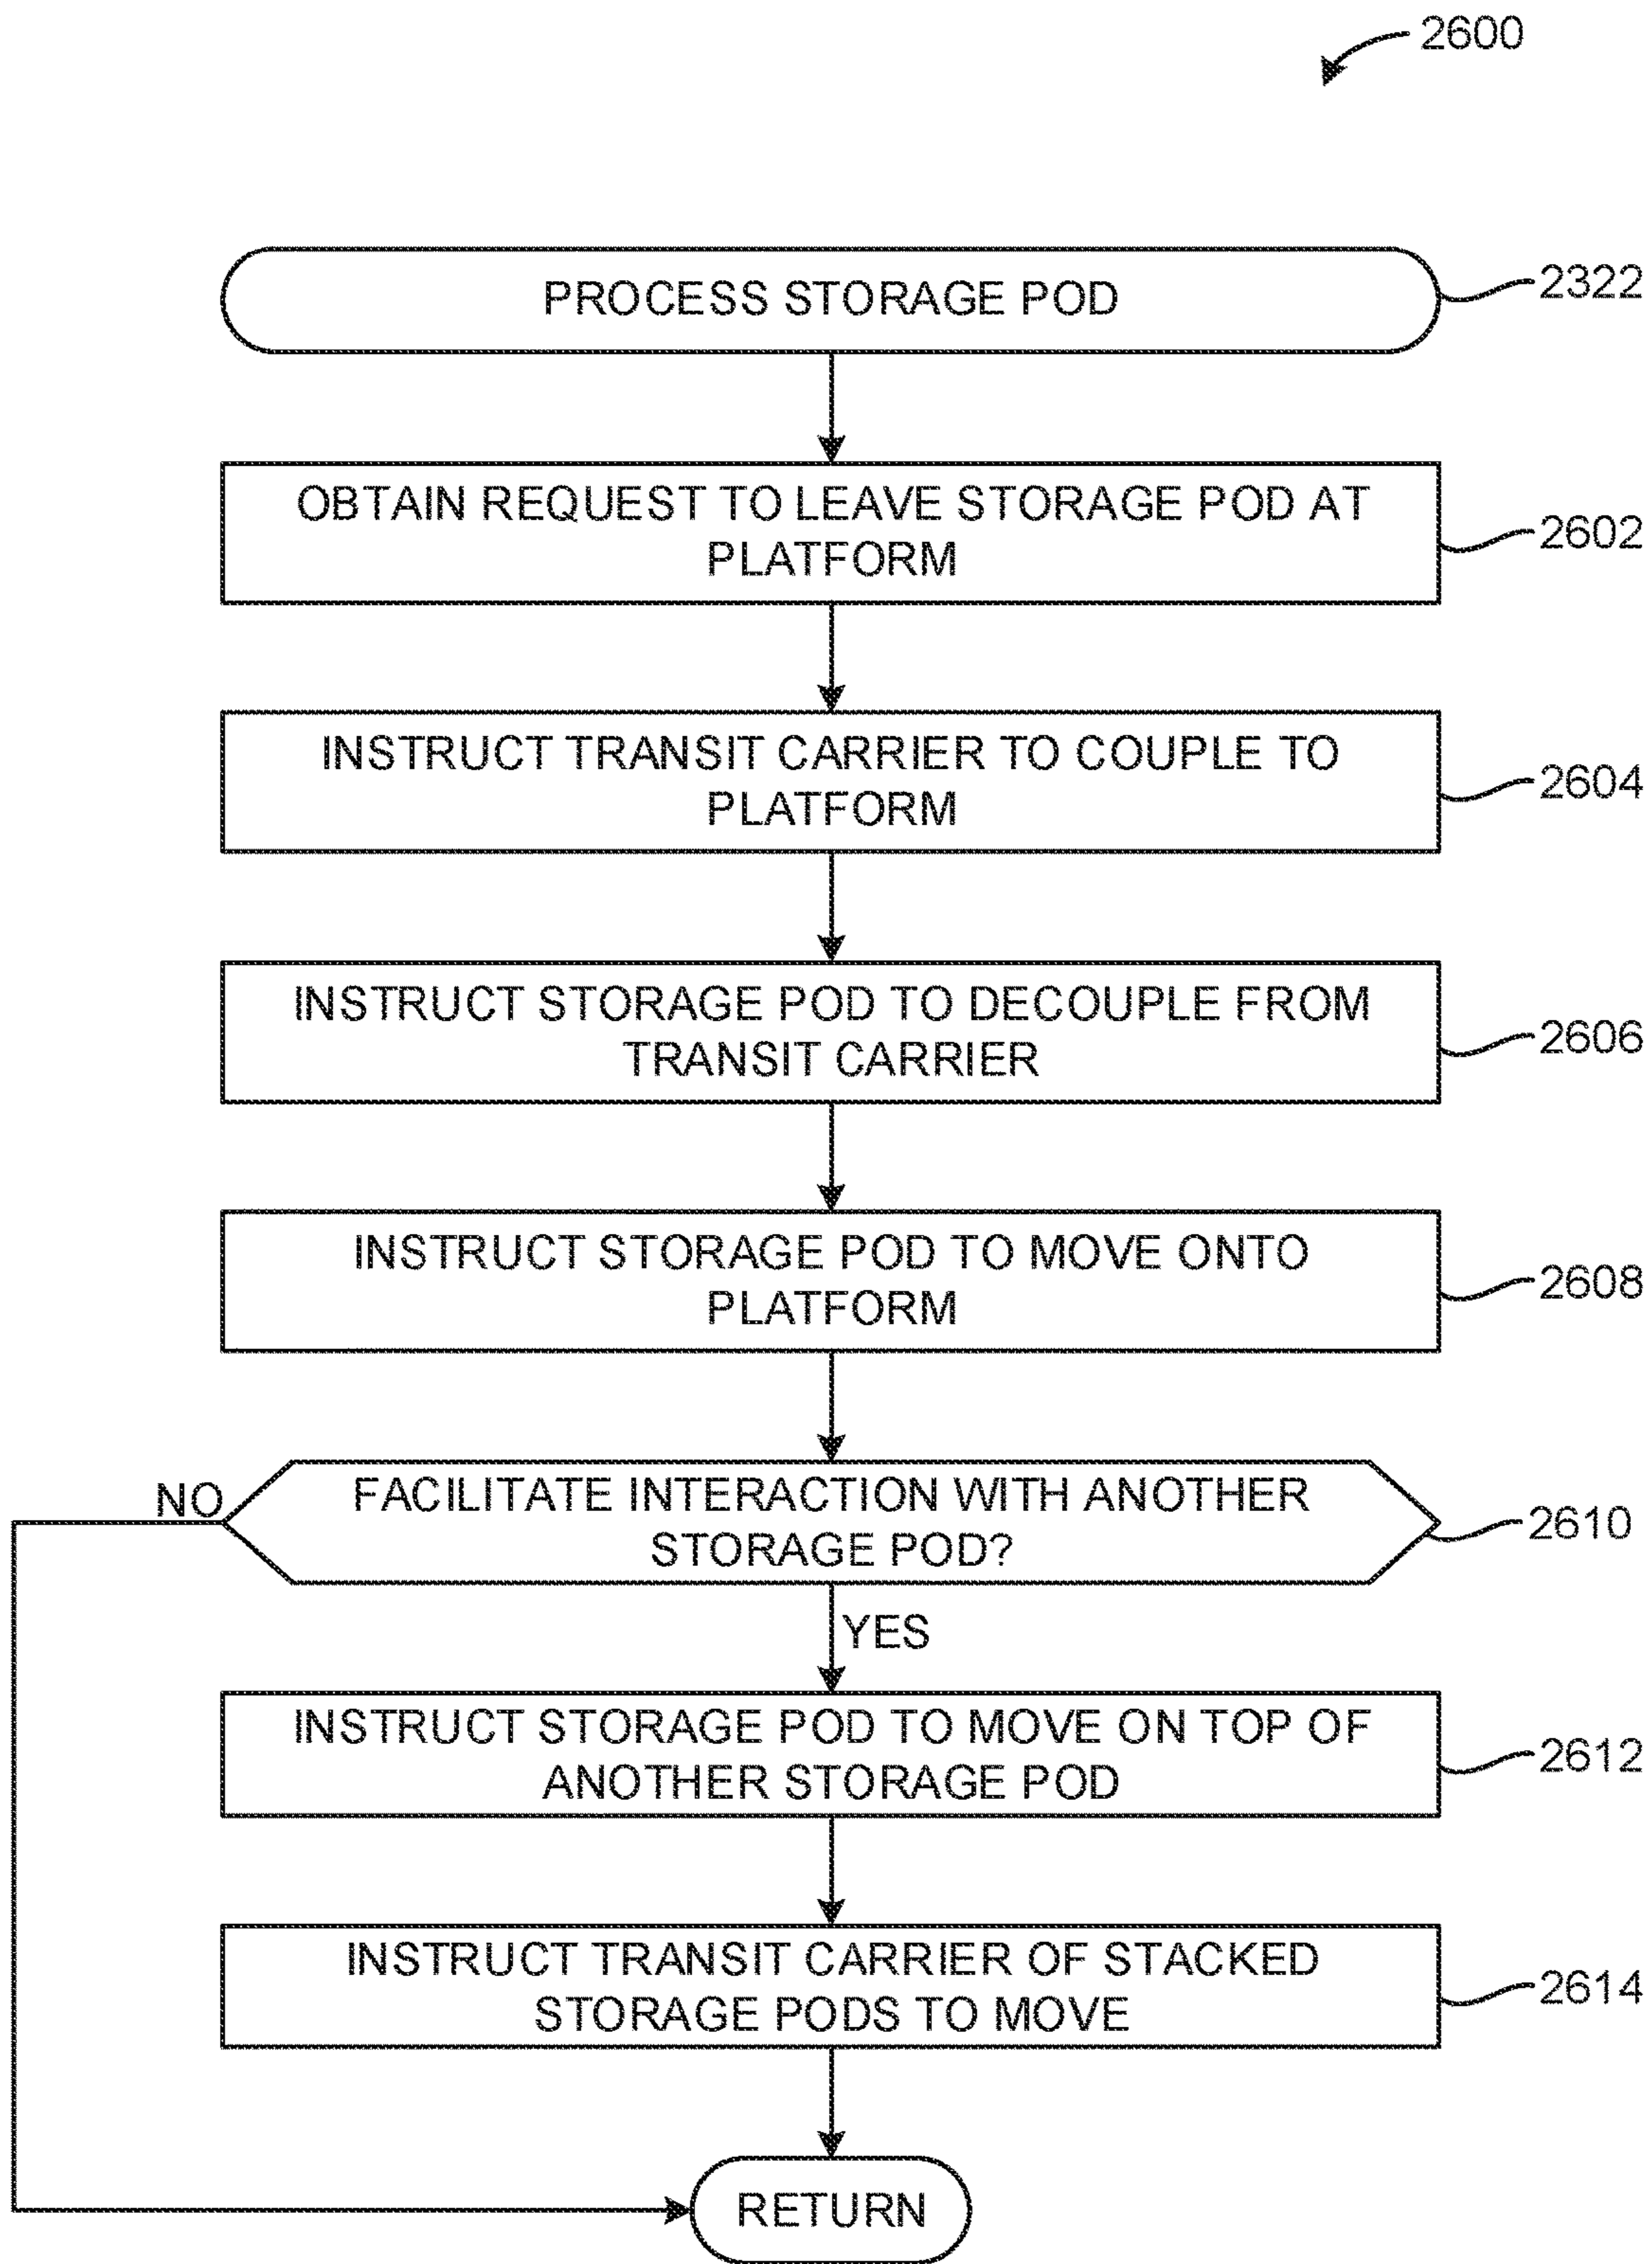 2600
PROCESS STORAGE POD
2322
OBTAIN REQUEST TO LEAVE STORAGE POD AT
PLATFORM
2602
INSTRUCT TRANSIT CARRIER TO COUPLE TO
PLATFORM
2604
INSTRUCT STORAGE POD TO DECOUPLE FROM
TRANSIT CARRIER
2606
INSTRUCT STORAGE POD TO MOVE ONTO
PLATFORM
2608
NO
FACILITATE INTERACTION WITH ANOTHER
STORAGE POD?
2610
YES
INSTRUCT STORAGE POD TO MOVE ON TOP OF
ANOTHER STORAGE POD
2612
INSTRUCT TRANSIT CARRIER OF STACKED
STORAGE PODS TO MOVE
2614
RETURN